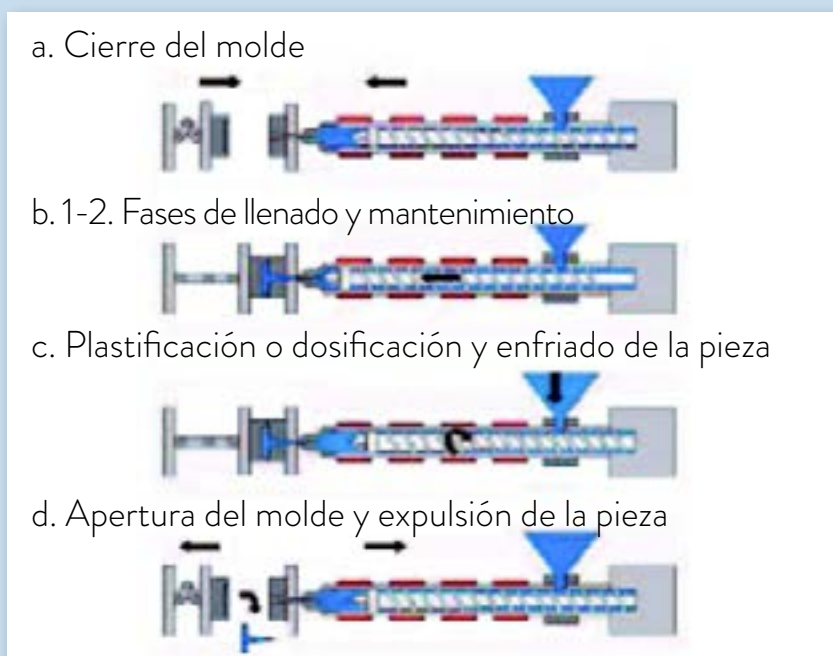 a. Cierre del molde
b. 1-2. Fases de llenado y mantenimiento
c. Plastificación o dosificación y enfriado de la pieza
d. Apertura del molde y expulsión de la pieza